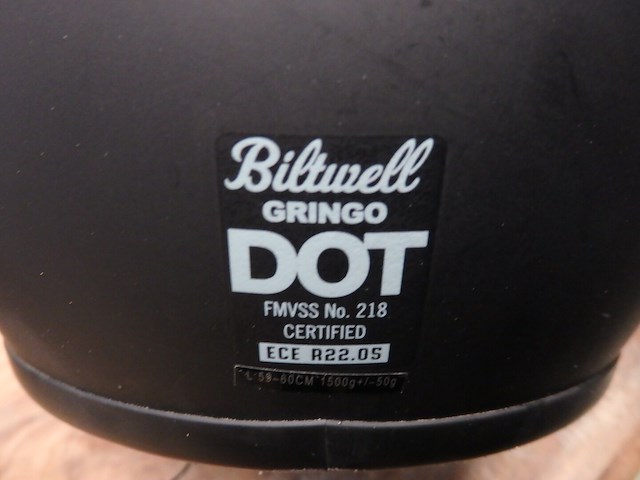 Biltwell
GRINGO
DOT
FMVSS No. 218
CERTIFIED
ECE R22.05
L 59-60CM 1500g+/-50g